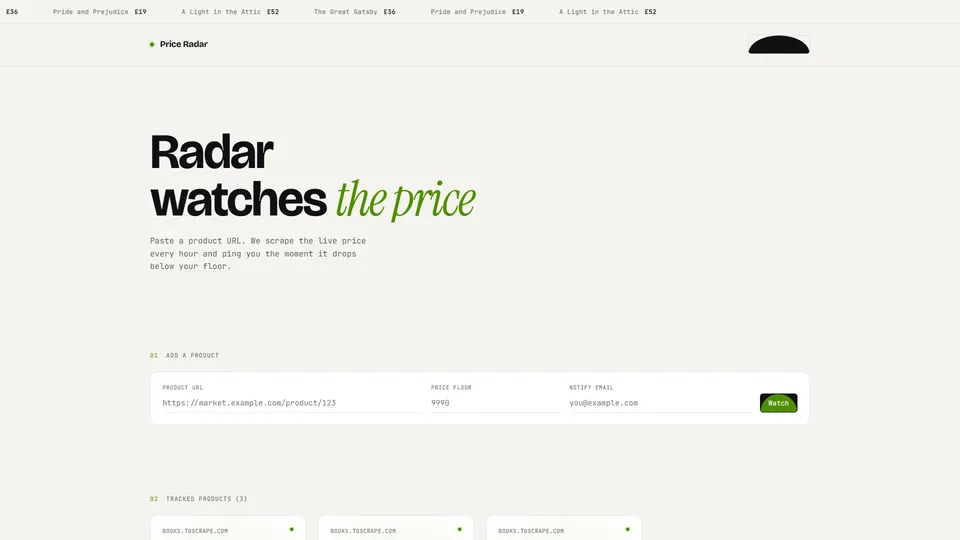 £36 Pride and Prejudice £19 A Light in the Attic £52 The Great Gatsby £36 Pride and Prejudice £19 A Light in the Attic £52
Price Radar
Radar
watches the price
Paste a product URL. We scrape the live price
every hour and ping you the moment it drops
below your floor.
01 ADD A PRODUCT
PRODUCT URL PRICE FLOOR NOTIFY EMAIL
https://market.example.com/product/123 9990 you@example.com Watch
02 TRACKED PRODUCTS (3)
BOOKS.TOSCRAPE.COM BOOKS.TOSCRAPE.COM BOOKS.TOSCRAPE.COM